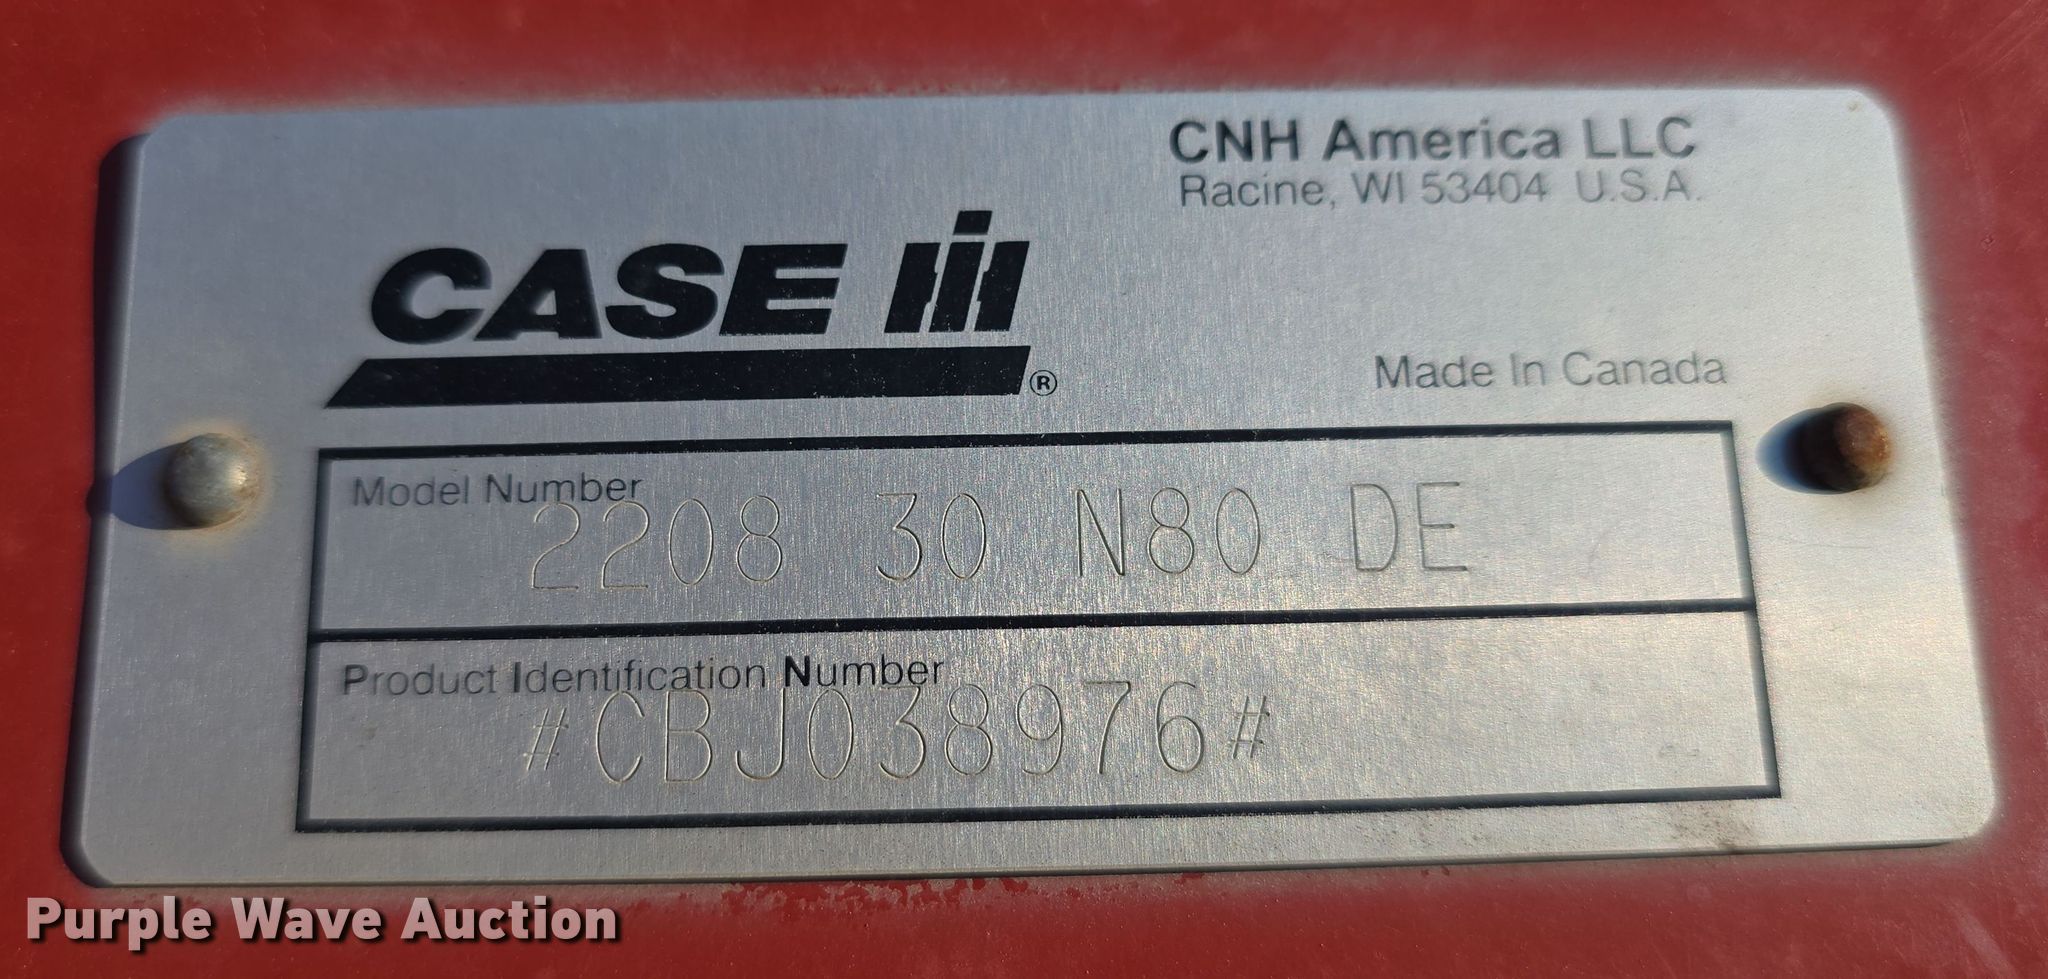 CNH America LLC
Racine, WI 53404 U.S.A.
CASE IH
®
Made In Canada
Model Number
2208 30 N80 DE
Product Identification Number
#CBJ038976#
Purple Wave Auction